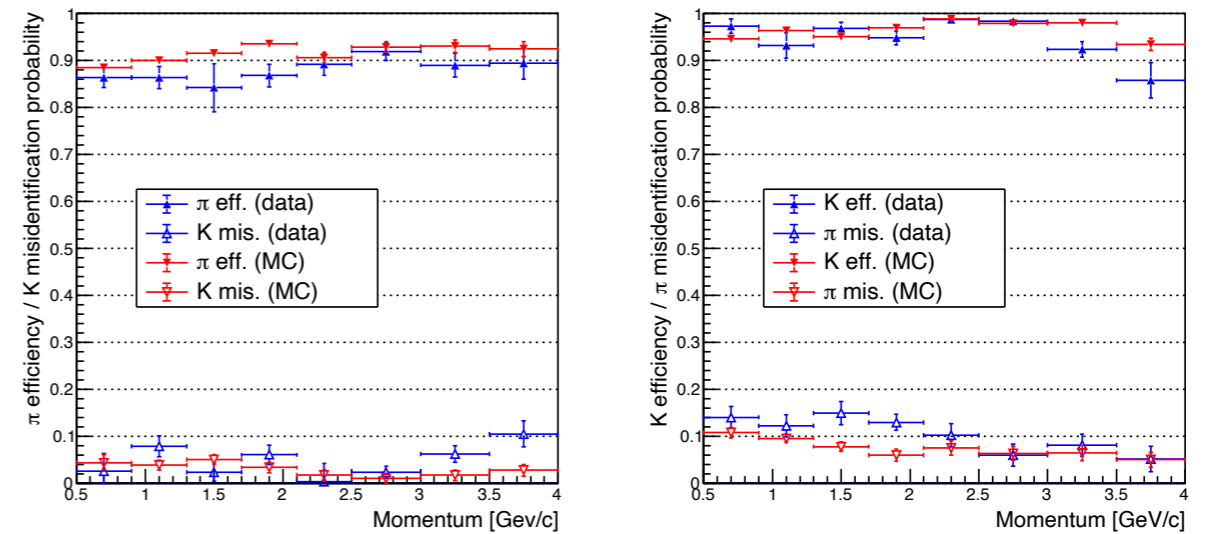 π efficiency / K misidentification probability
1
0.9
0.8
0.7
0.6
0.5
0.4
0.3
0.2
0.1
0
π eff. (data)
K mis. (data)
π eff. (MC)
K mis. (MC)
0.5 1 1.5 2 2.5 3 3.5 4
Momentum [Gev/c]
K efficiency / π misidentification probability
1
0.9
0.8
0.7
0.6
0.5
0.4
0.3
0.2
0.1
0
K eff. (data)
π mis. (data)
K eff. (MC)
π mis. (MC)
0.5 1 1.5 2 2.5 3 3.5 4
Momentum [GeV/c]